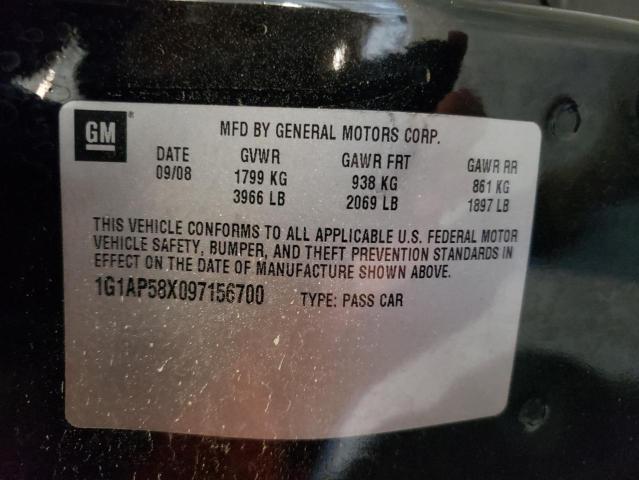 GM
MFD BY GENERAL MOTORS CORP.
DATE GVWR GAWR FRT GAWR RR
09/08 1799 KG 938 KG 861 KG
3966 LB 2069 LB 1897 LB
THIS VEHICLE CONFORMS TO ALL APPLICABLE U.S. FEDERAL MOTOR
VEHICLE SAFETY, BUMPER, AND THEFT PREVENTION STANDARDS IN
EFFECT ON THE DATE OF MANUFACTURE SHOWN ABOVE.
1G1AP58X097156700 TYPE: PASS CAR